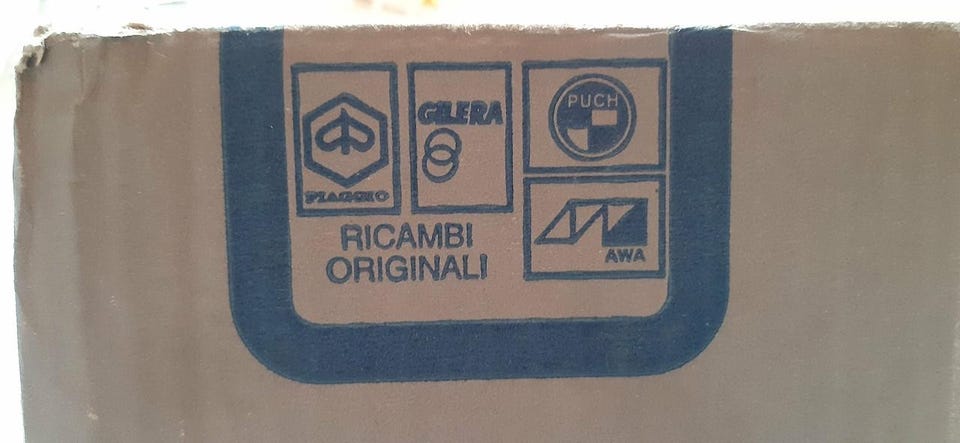 PIAGGIO
GILERA
PUCH
AWA
RICAMBI
ORIGINALI